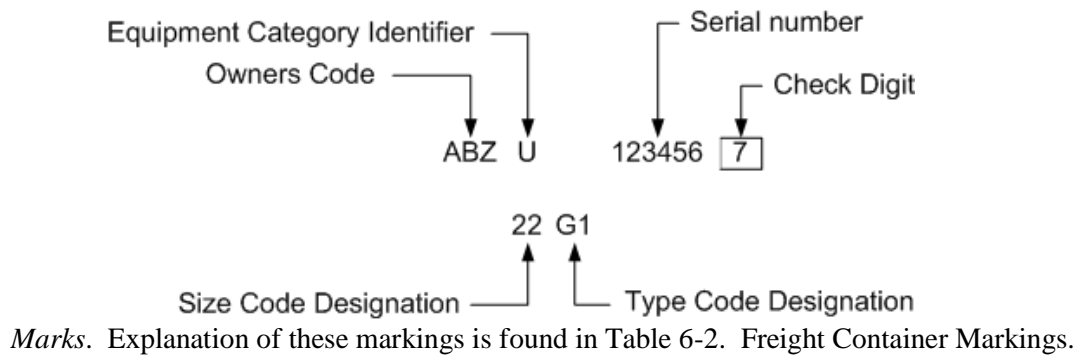 Equipment Category Identifier
Serial number
Owners Code
Check Digit
ABZ U 123456 7
22 G1
Size Code Designation
Type Code Designation
Marks. Explanation of these markings is found in Table 6-2. Freight Container Markings.